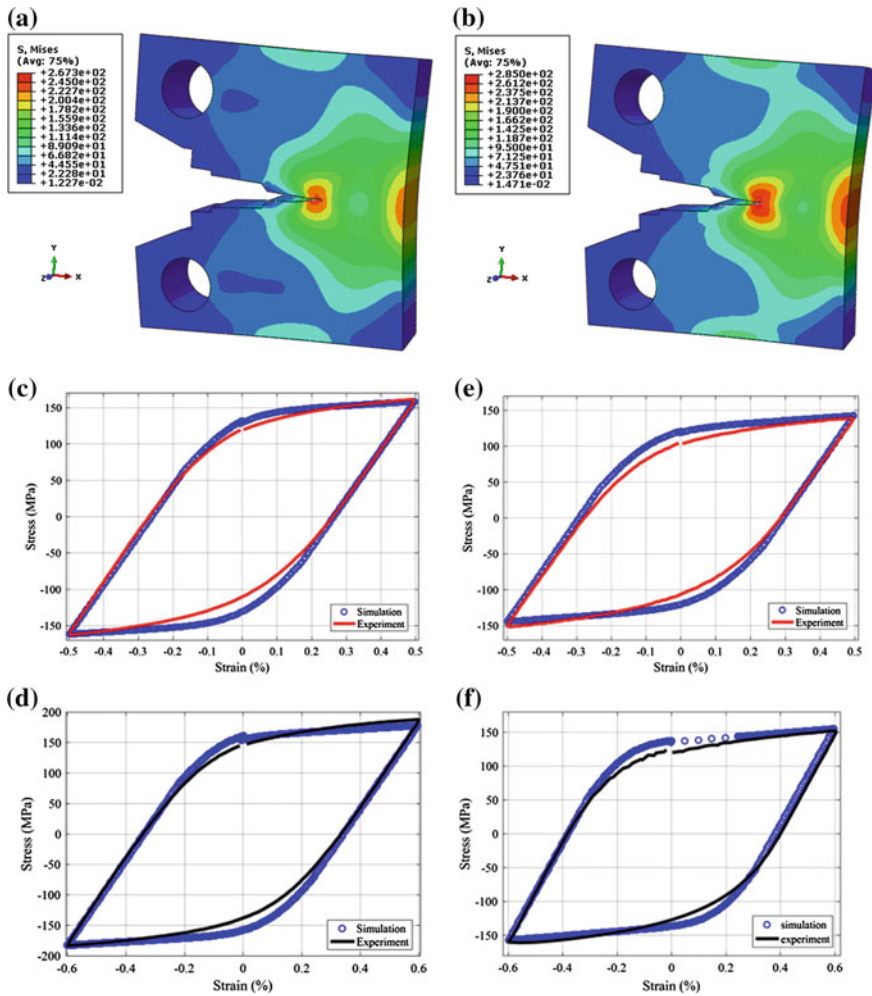 (a)
S, Mises
(Avg: 75%)
+2.673e+02
+2.450e+02
+2.227e+02
+2.004e+02
+1.782e+02
+1.559e+02
+1.336e+02
+1.114e+02
+8.909e+01
+6.682e+01
+4.455e+01
+2.228e+01
+1.227e-02
Y
Z
X
(b)
S, Mises
(Avg: 75%)
+2.850e+02
+2.612e+02
+2.375e+02
+2.137e+02
+1.900e+02
+1.662e+02
+1.425e+02
+1.187e+02
+9.500e+01
+7.125e+01
+4.751e+01
+2.376e+01
+1.471e-02
Y
Z
X
(c)
Stress (MPa)
150
100
50
0
-50
-100
-150
-0.5 -0.4 -0.3 -0.2 -0.1 0 0.1 0.2 0.3 0.4 0.5
Strain (%)
Simulation
Experiment
(e)
Stress (MPa)
150
100
50
0
-50
-100
-150
-0.5 -0.4 -0.3 -0.2 -0.1 0 0.1 0.2 0.3 0.4 0.5
Strain (%)
Simulation
Experiment
(d)
Stress (MPa)
200
150
100
50
0
-50
-100
-150
-200
-0.6 -0.4 -0.2 0 0.2 0.4 0.6
Strain (%)
Simulation
Experiment
(f)
Stress (MPa)
150
100
50
0
-50
-100
-150
-0.6 -0.4 -0.2 0 0.2 0.4 0.6
Strain (%)
simulation
experiment